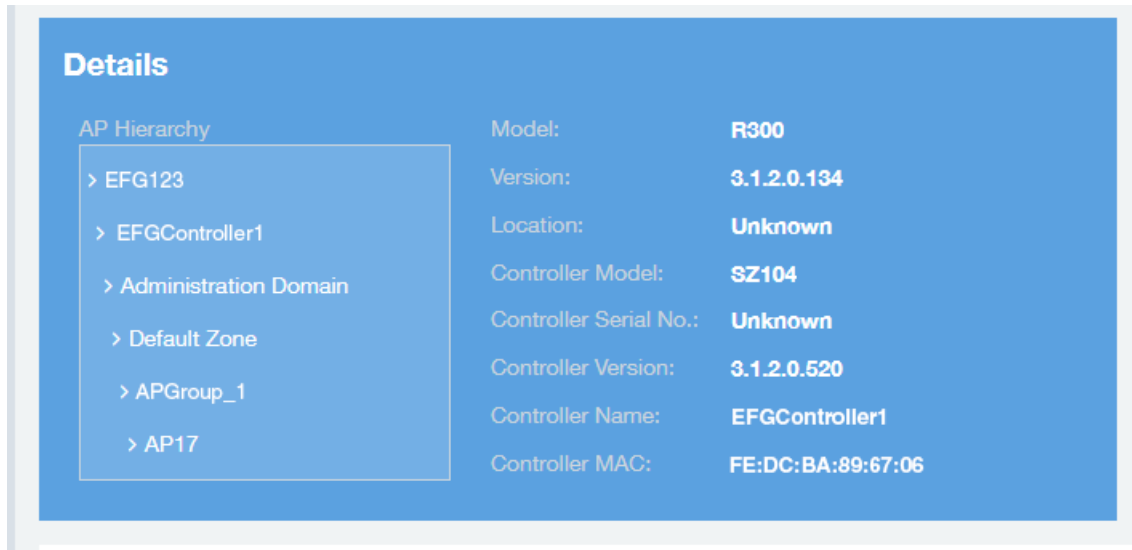 Details
AP Hierarchy
> EFG123
> EFGController1
> Administration Domain
> Default Zone
> APGroup_1
> AP17
Model: R300
Version: 3.1.2.0.134
Location: Unknown
Controller Model: SZ104
Controller Serial No.: Unknown
Controller Version: 3.1.2.0.520
Controller Name: EFGController1
Controller MAC: FE:DC:BA:89:67:06